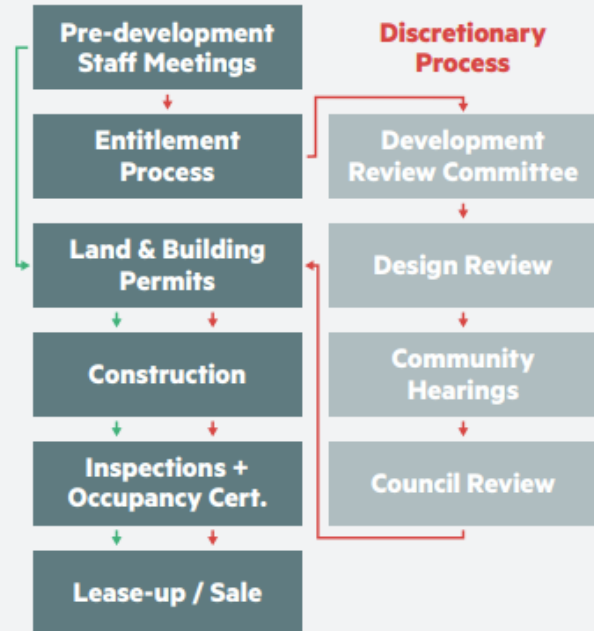 Pre-development
Staff Meetings
Discretionary
Process
Entitlement
Process
Development
Review Committee
Land & Building
Permits
Design Review
Construction
Community
Hearings
Inspections +
Occupancy Cert.
Council Review
Lease-up / Sale